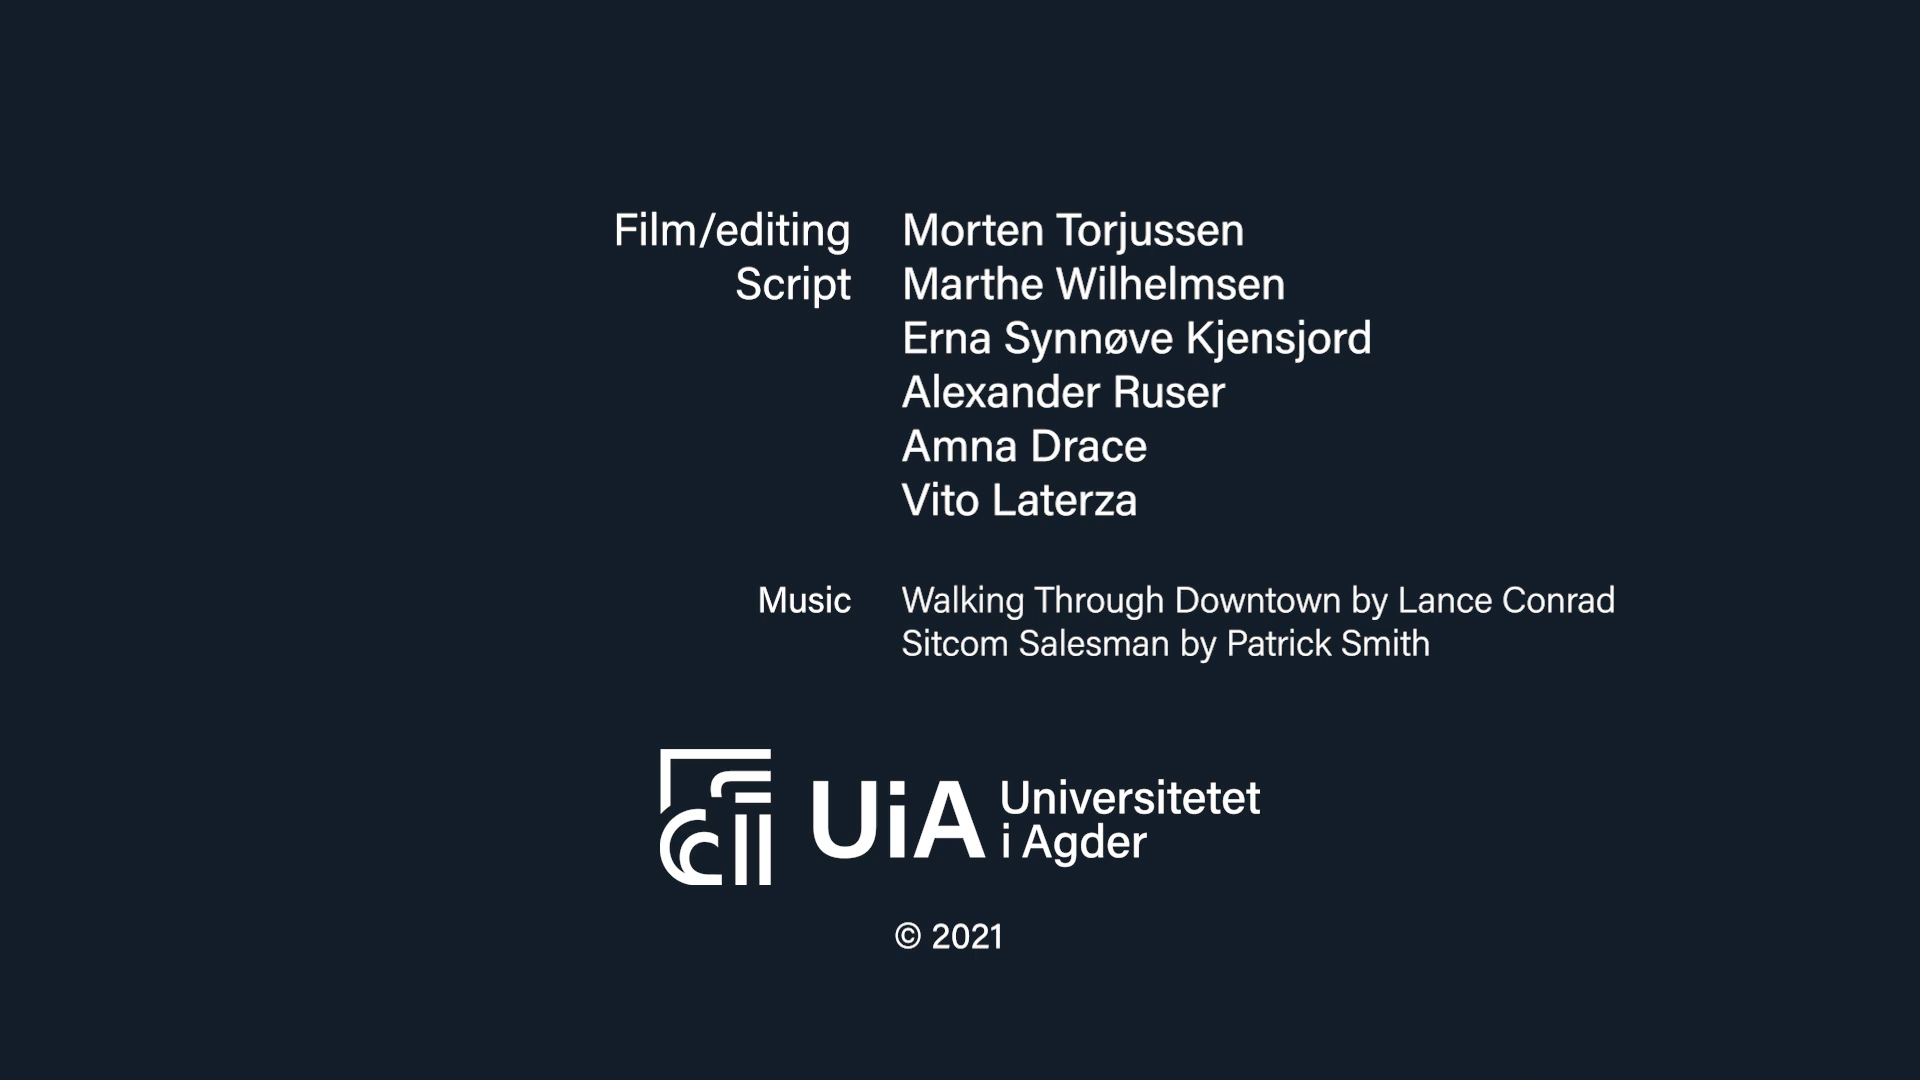 Film/editing Morten Torjussen
Script Marthe Wilhelmsen
Erna Synnøve Kjensjord
Alexander Ruser
Amna Drace
Vito Laterza
Music Walking Through Downtown by Lance Conrad
Sitcom Salesman by Patrick Smith
UiA Universitetet
i Agder
© 2021